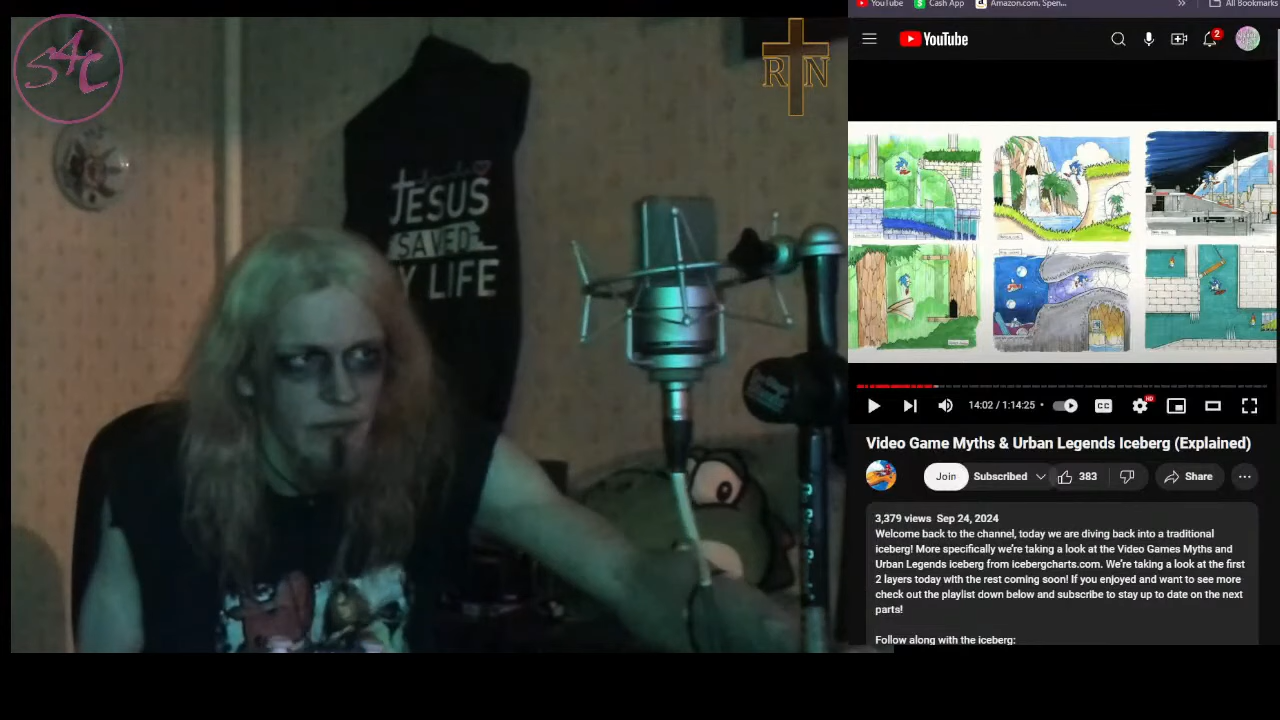 S4C
RN
JESUS
SAVED
Y LIFE
YouTube
Cash App
Amazon.com. Spen...
»
All Bookmarks
YouTube
2
14:02 / 1:14:25 •
CC
HD
Video Game Myths & Urban Legends Iceberg (Explained)
Join
Subscribed
383
Share
3,379 views Sep 24, 2024
Welcome back to the channel, today we are diving back into a traditional
iceberg! More specifically we're taking a look at the Video Games Myths and
Urban Legends iceberg from icebergcharts.com. We're taking a look at the first
2 layers today with the rest coming soon! If you enjoyed and want to see more
check out the playlist down below and subscribe to stay up to date on the next
parts!
Follow along with the iceberg: